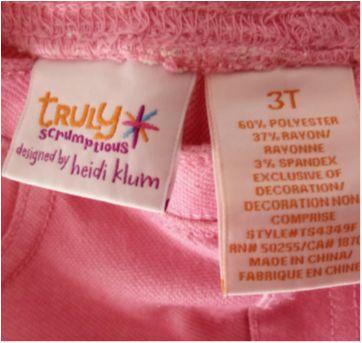 TRULY
scrumptious
designed by heidi klum
3T
60% POLYESTER
37% RAYON/
RAYONNE
3% SPANDEX
EXCLUSIVE OF
DECORATION/
DECORATION NON
COMPRISE
STYLE#TS4349F
RN# 50255/CA# 187
MADE IN CHINA/
FABRIQUE EN CHINE